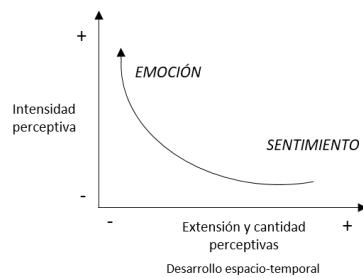 +
EMOCIÓN
Intensidad
perceptiva
SENTIMIENTO
-
-
Extensión y cantidad
perceptivas
+
Desarrollo espacio-temporal